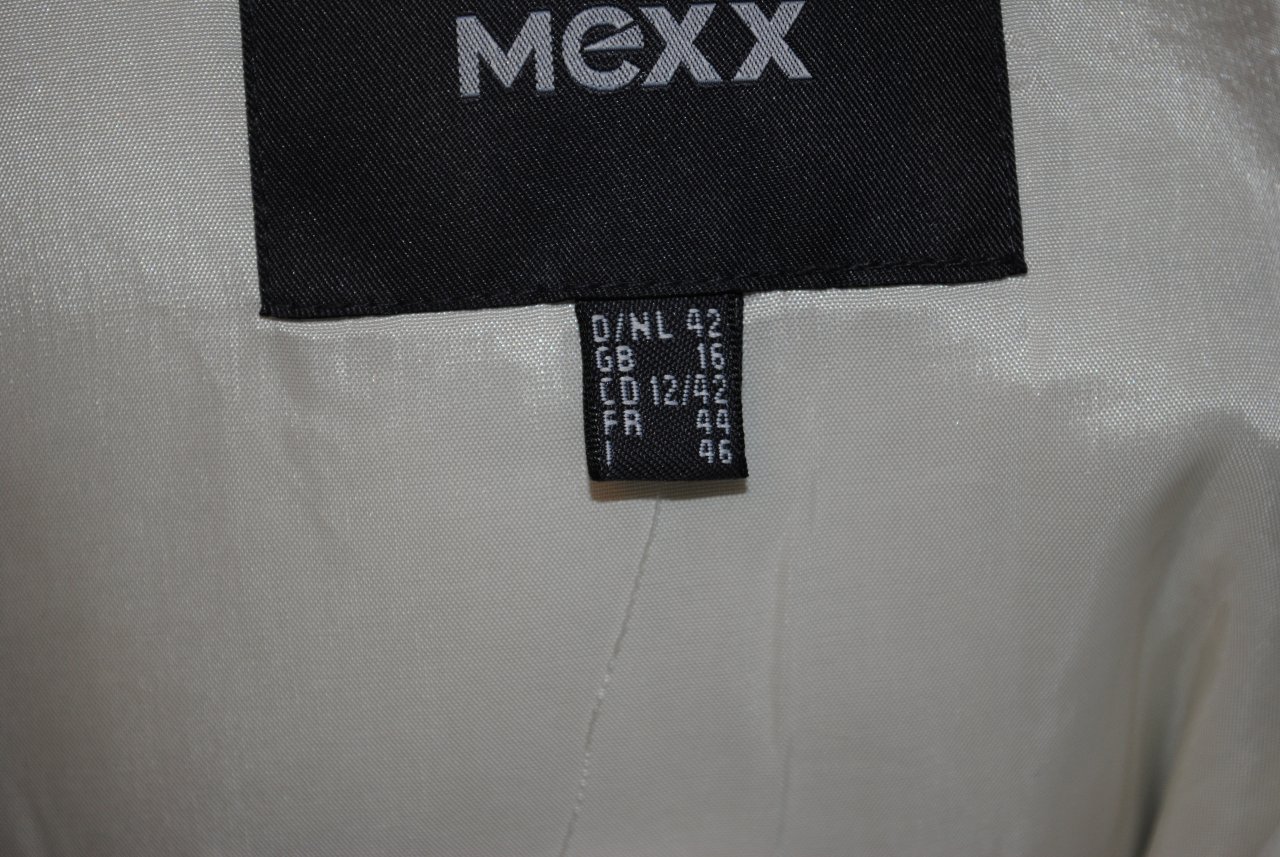 MeXX
D/NL 42
GB 16
CD 12/42
FR 44
I 46